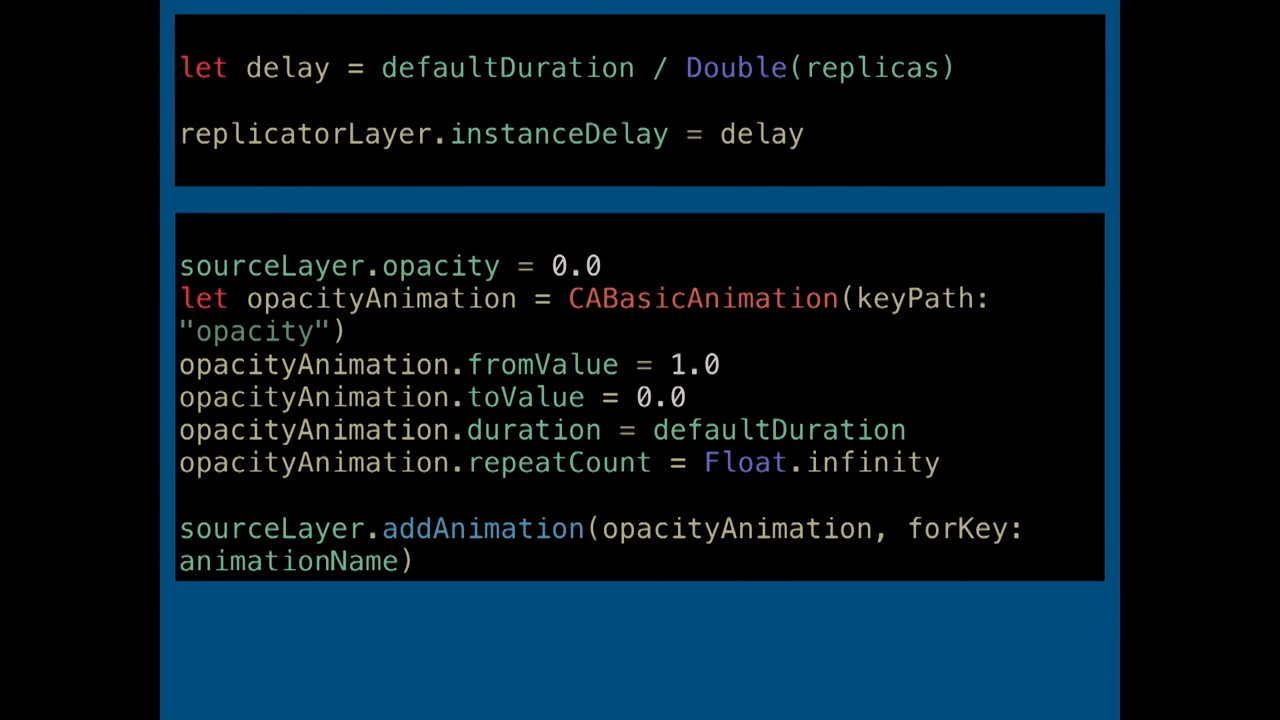 let delay = defaultDuration / Double(replicas)
replicatorLayer.instanceDelay = delay
sourceLayer.opacity = 0.0
let opacityAnimation = CABasicAnimation(keyPath:
"opacity")
opacityAnimation.fromValue = 1.0
opacityAnimation.toValue = 0.0
opacityAnimation.duration = defaultDuration
opacityAnimation.repeatCount = Float.infinity
sourceLayer.addAnimation(opacityAnimation, forKey:
animationName)